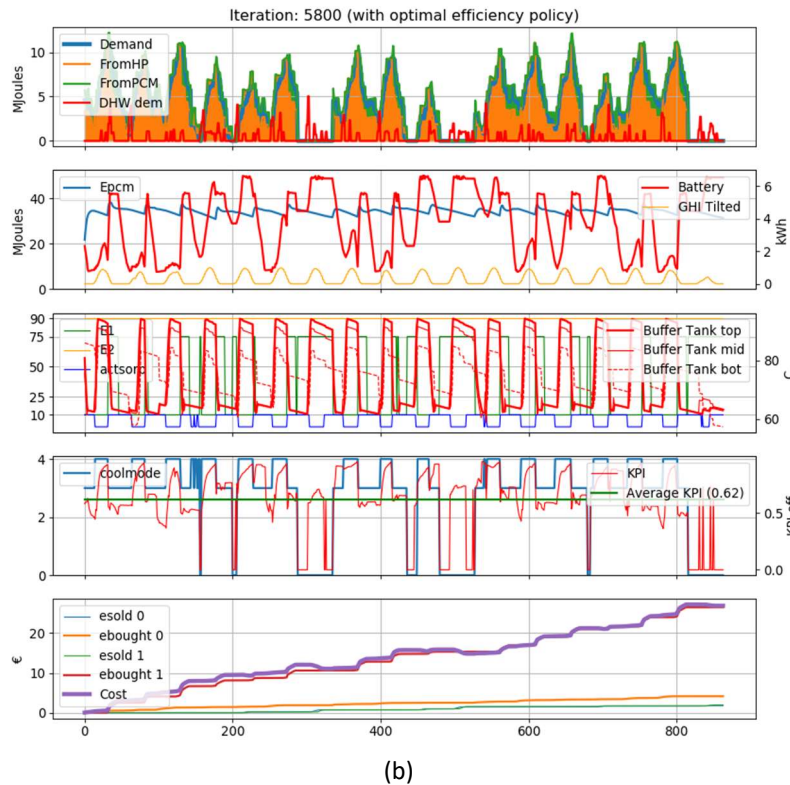 Iteration: 5800 (with optimal efficiency policy)
Demand
FromHP
FromPCM
DHW dem
MJoules
10
5
0
Epcm
Battery
GHI Tilted
MJoules
40
20
0
6
4
2
0
kWh
E1
E2
actsorb
Buffer Tank top
Buffer Tank mid
Buffer Tank bot
90
75
50
25
10
80
60
C
coolmode
KPI
Average KPI (0.62)
4
2
0
0.5
0.0
esold 0
ebought 0
esold 1
ebought 1
Cost
€
20
10
0
0
200
400
600
800
(b)